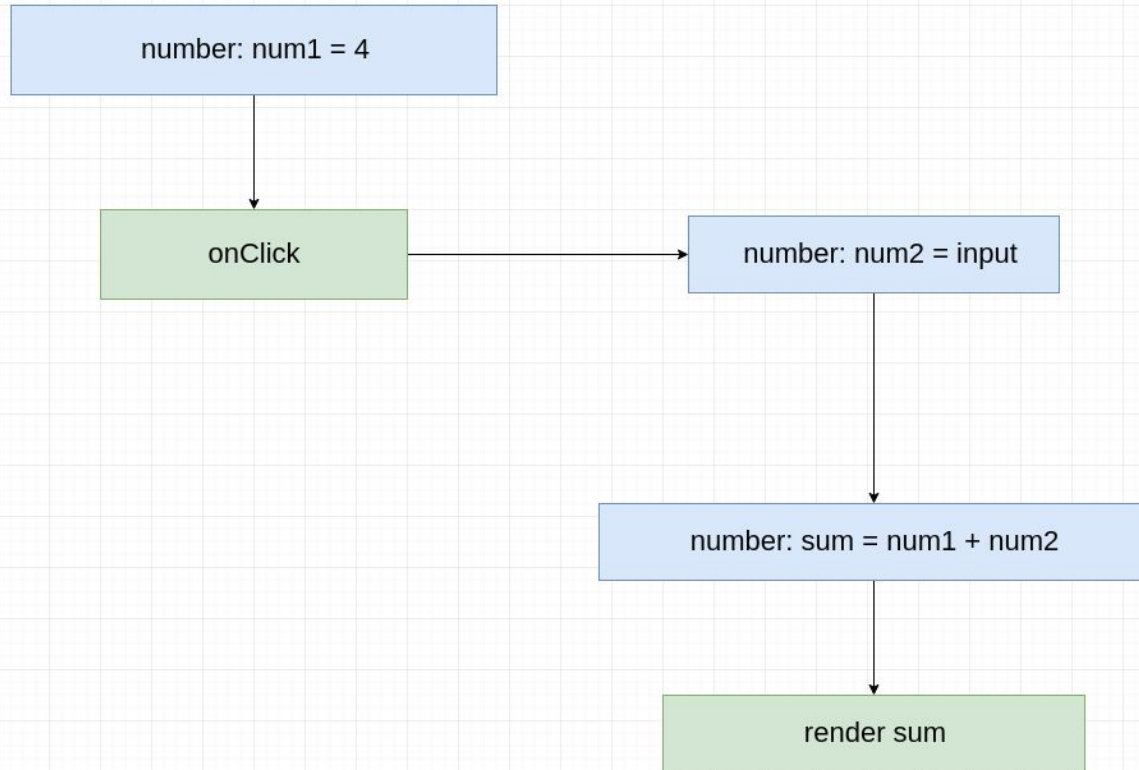 number: num1 = 4
onClick
number: num2 = input
number: sum = num1 + num2
render sum